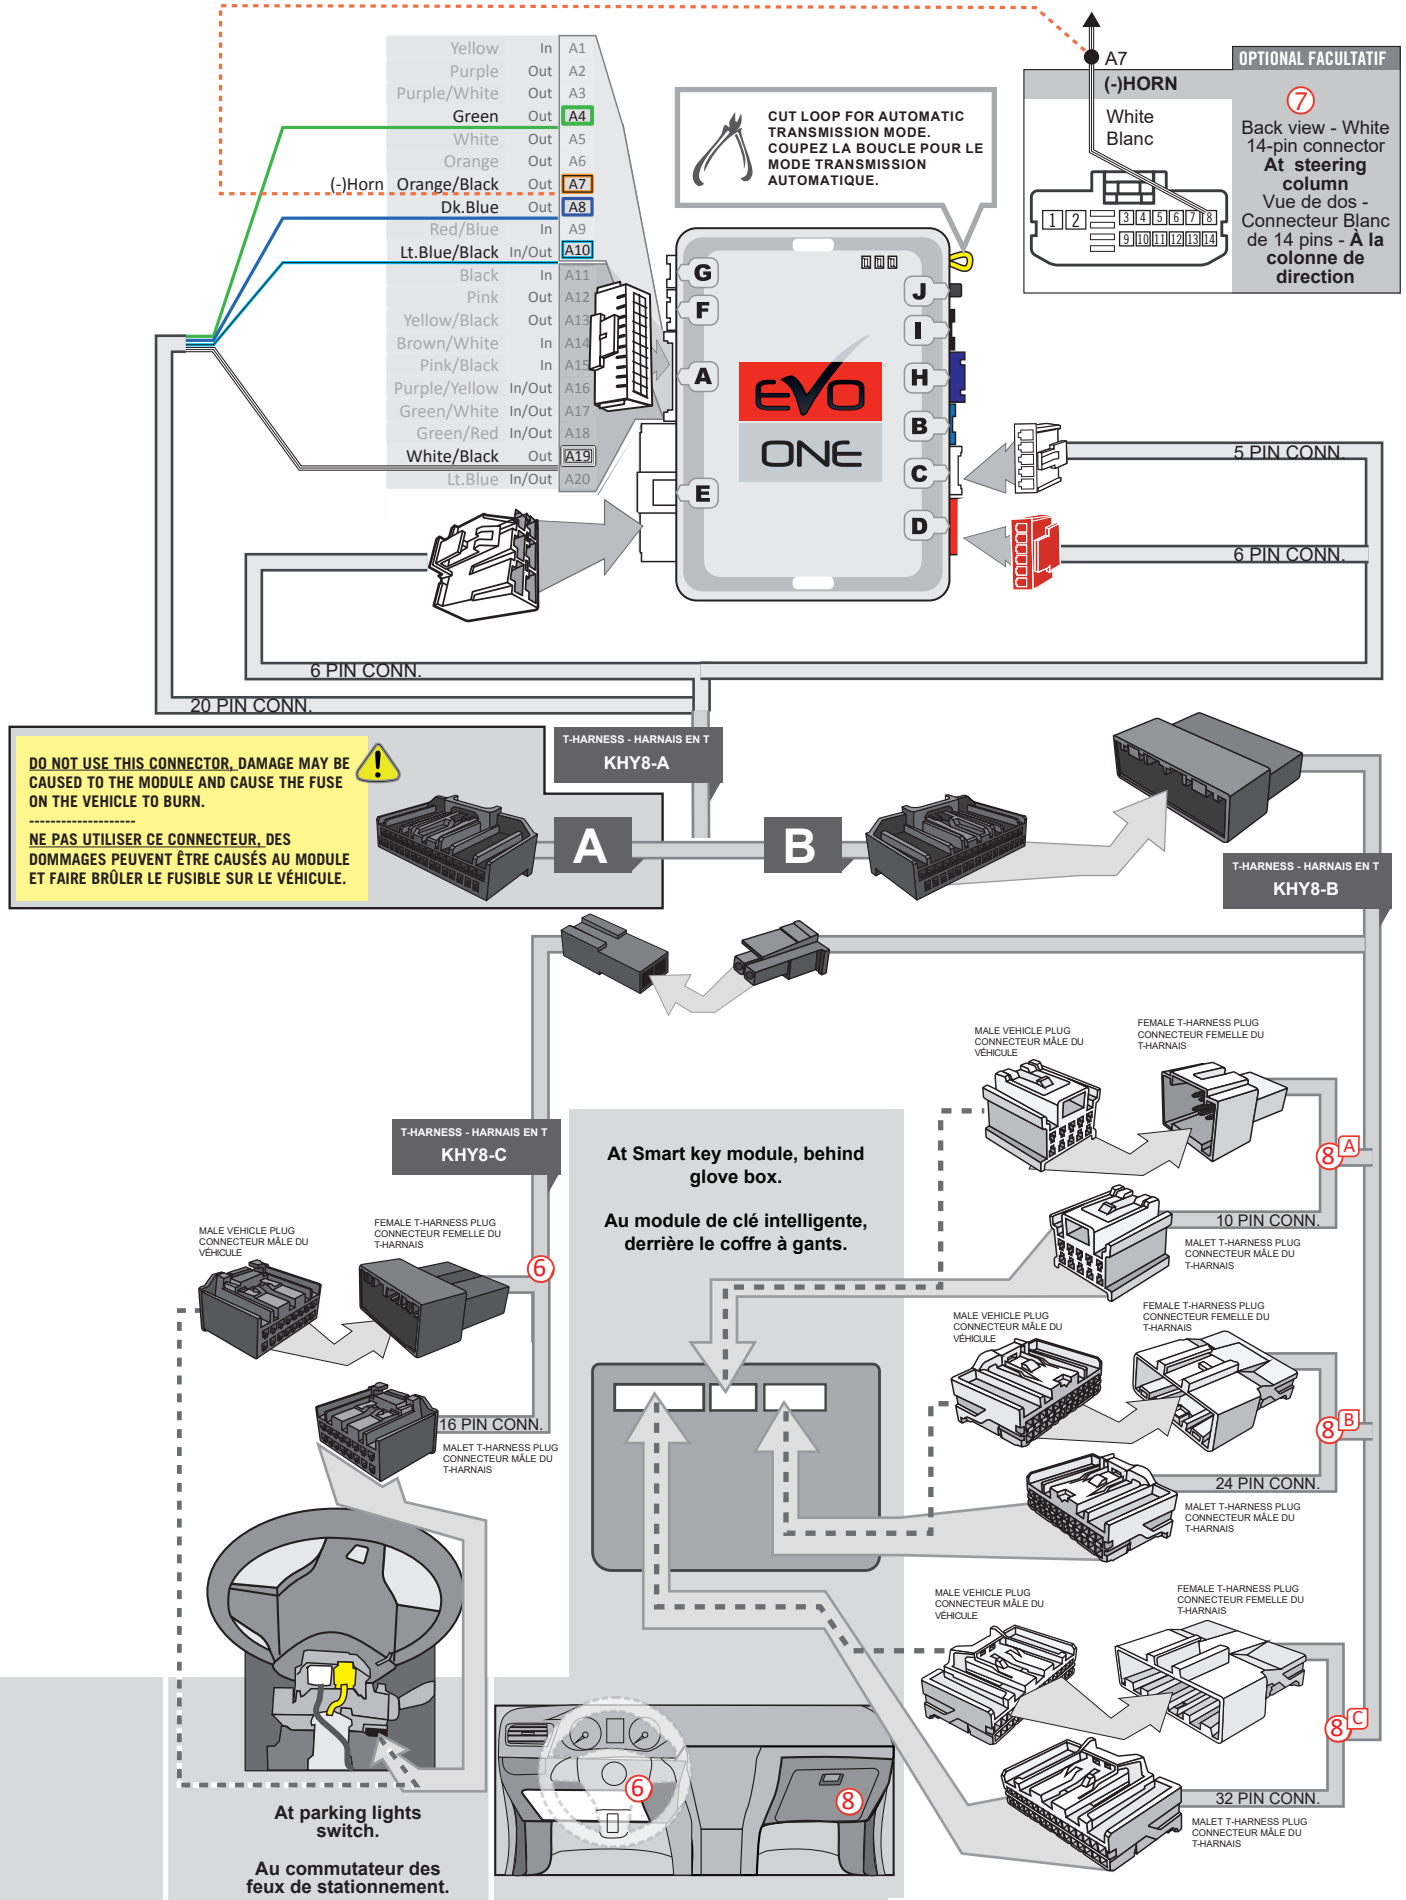 Yellow In A1
Purple Out A2
Purple/White Out A3
Green Out A4
White Out A5
Orange Out A6
(-)Horn Orange/Black Out A7
Dk.Blue Out A8
Red/Blue In A9
Lt.Blue/Black In/Out A10
Black In A11
Pink Out A12
Yellow/Black Out A13
Brown/White In A14
Pink/Black In A15
Purple/Yellow In/Out A16
Green/White In/Out A17
Green/Red In/Out A18
White/Black Out A19
Lt.Blue In/Out A20
CUT LOOP FOR AUTOMATIC
TRANSMISSION MODE.
COUPEZ LA BOUCLE POUR LE
MODE TRANSMISSION
AUTOMATIQUE.
A7
(-)HORN
White
Blanc
1 2 3 4 5 6 7 8
9 10 11 12 13 14
OPTIONAL FACULTATIF
7
Back view - White
14-pin connector
At steering
column
Vue de dos -
Connecteur Blanc
de 14 pins - À la
colonne de
direction
G
F
A
E
J
I
H
B
C
D
EVO
ONE
5 PIN CONN.
6 PIN CONN.
6 PIN CONN.
20 PIN CONN.
DO NOT USE THIS CONNECTOR, DAMAGE MAY BE
CAUSED TO THE MODULE AND CAUSE THE FUSE
ON THE VEHICLE TO BURN.
--------------------
NE PAS UTILISER CE CONNECTEUR, DES
DOMMAGES PEUVENT ÊTRE CAUSÉS AU MODULE
ET FAIRE BRÛLER LE FUSIBLE SUR LE VÉHICULE.
T-HARNESS - HARNAIS EN T
KHY8-A
A
B
T-HARNESS - HARNAIS EN T
KHY8-B
T-HARNESS - HARNAIS EN T
KHY8-C
MALE VEHICLE PLUG
CONNECTEUR MÂLE DU
VÉHICULE
FEMALE T-HARNESS PLUG
CONNECTEUR FEMELLE DU
T-HARNAIS
8 A
10 PIN CONN.
MALET T-HARNESS PLUG
CONNECTEUR MÂLE DU
T-HARNAIS
At Smart key module, behind
glove box.
Au module de clé intelligente,
derrière le coffre à gants.
MALE VEHICLE PLUG
CONNECTEUR MÂLE DU
VÉHICULE
FEMALE T-HARNESS PLUG
CONNECTEUR FEMELLE DU
T-HARNAIS
6
16 PIN CONN.
MALET T-HARNESS PLUG
CONNECTEUR MÂLE DU
T-HARNAIS
MALE VEHICLE PLUG
CONNECTEUR MÂLE DU
VÉHICULE
FEMALE T-HARNESS PLUG
CONNECTEUR FEMELLE DU
T-HARNAIS
8 B
24 PIN CONN.
MALET T-HARNESS PLUG
CONNECTEUR MÂLE DU
T-HARNAIS
MALE VEHICLE PLUG
CONNECTEUR MÂLE DU
VÉHICULE
FEMALE T-HARNESS PLUG
CONNECTEUR FEMELLE DU
T-HARNAIS
8 C
32 PIN CONN.
MALET T-HARNESS PLUG
CONNECTEUR MÂLE DU
T-HARNAIS
6
8
At parking lights
switch.
Au commutateur des
feux de stationnement.